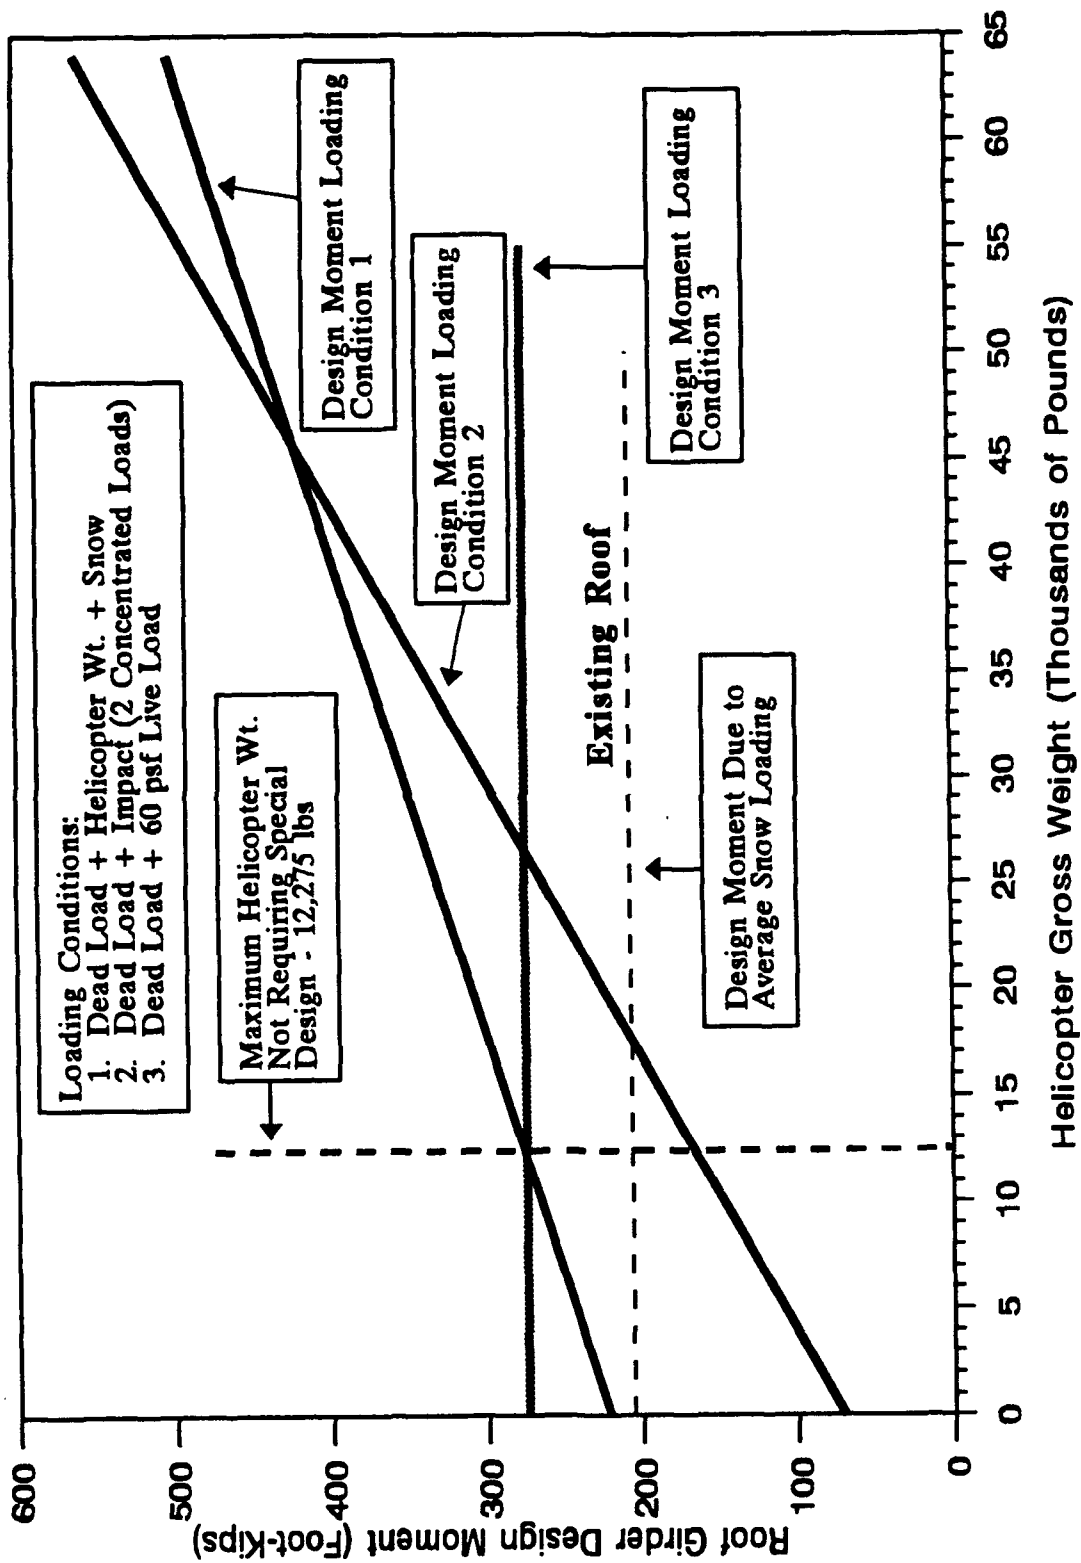 Loading Conditions:
1. Dead Load + Helicopter Wt. + Snow
2. Dead Load + Impact (2 Concentrated Loads)
3. Dead Load + 60 psf Live Load
Maximum Helicopter Wt.
Not Requiring Special
Design - 12,275 lbs
Design Moment Loading
Condition 1
Design Moment Loading
Condition 2
Design Moment Loading
Condition 3
Existing Roof
Design Moment Due to
Average Snow Loading
Roof Girder Design Moment (Foot-Kips)
600
500
400
300
200
100
0
0 5 10 15 20 25 30 35 40 45 50 55 60 65
Helicopter Gross Weight (Thousands of Pounds)